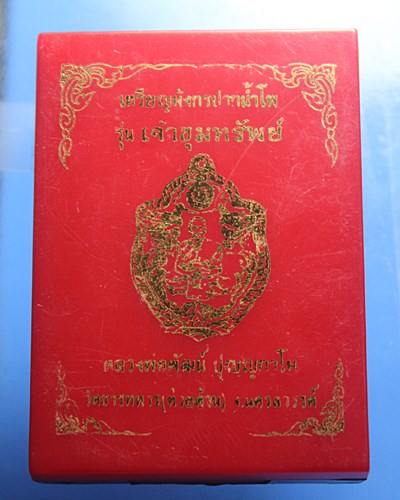 เหรียญมังกรปากน้ำโพ
รุ่น เจ้าขุมทรัพย์
หลวงพ่อพัฒน์ ปุญฺญกาโม
วัดธารทหาร(ห้วยด้วน) จ.นครสวรรค์